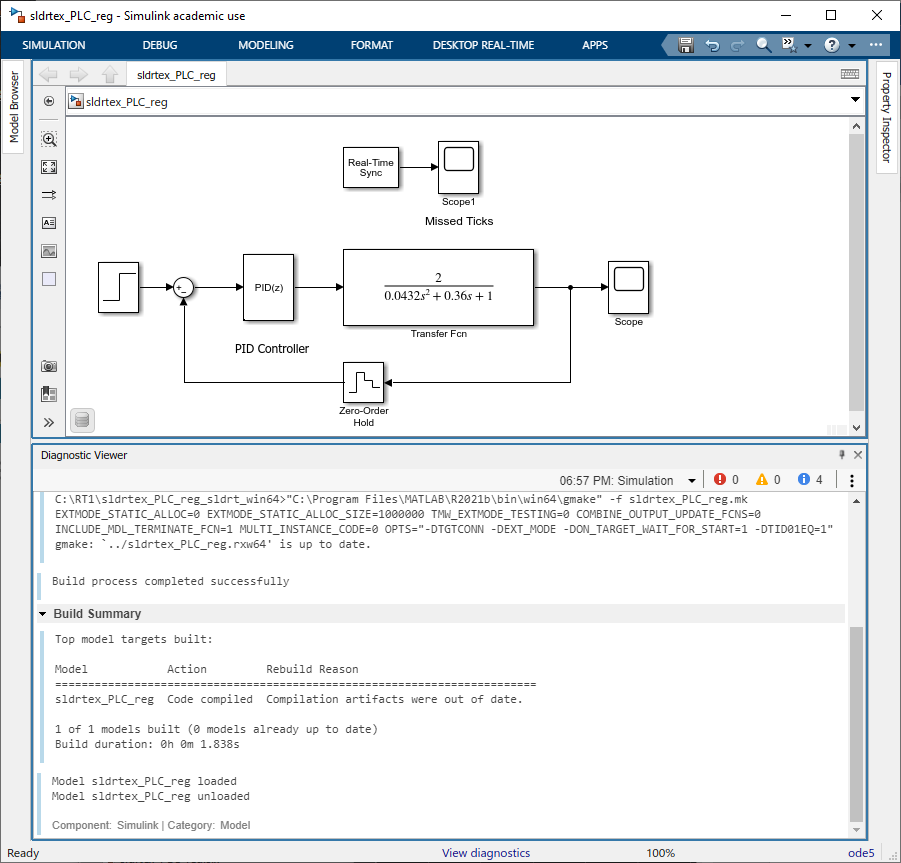 sldrtex_PLC_reg - Simulink academic use
SIMULATION DEBUG MODELING FORMAT DESKTOP REAL-TIME APPS
Model Browser
Property Inspector
sldrtex_PLC_reg
sldrtex_PLC_reg
Real-Time
Sync
Scope1
Missed Ticks
PID(z)
PID Controller
2
0.0432s² + 0.36s + 1
Transfer Fcn
Scope
Zero-Order
Hold
Diagnostic Viewer
06:57 PM: Simulation 0 0 4
C:\RT1\sldrtex_PLC_reg_sldrt_win64>"C:\Program Files\MATLAB\R2021b\bin\win64\gmake" -f sldrtex_PLC_reg.mk
EXTMODE_STATIC_ALLOC=0 EXTMODE_STATIC_ALLOC_SIZE=1000000 TMW_EXTMODE_TESTING=0 COMBINE_OUTPUT_UPDATE_FCNS=0
INCLUDE_MDL_TERMINATE_FCN=1 MULTI_INSTANCE_CODE=0 OPTS="-DTGTCONN -DEXT_MODE -DON_TARGET_WAIT_FOR_START=1 -DTID01EQ=1"
gmake: `../sldrtex_PLC_reg.rxw64' is up to date.
Build process completed successfully
Build Summary
Top model targets built:
Model Action Rebuild Reason
=========================================================================
sldrtex_PLC_reg Code compiled Compilation artifacts were out of date.
1 of 1 models built (0 models already up to date)
Build duration: 0h 0m 1.838s
Model sldrtex_PLC_reg loaded
Model sldrtex_PLC_reg unloaded
Component: Simulink | Category: Model
Ready View diagnostics 100% ode5